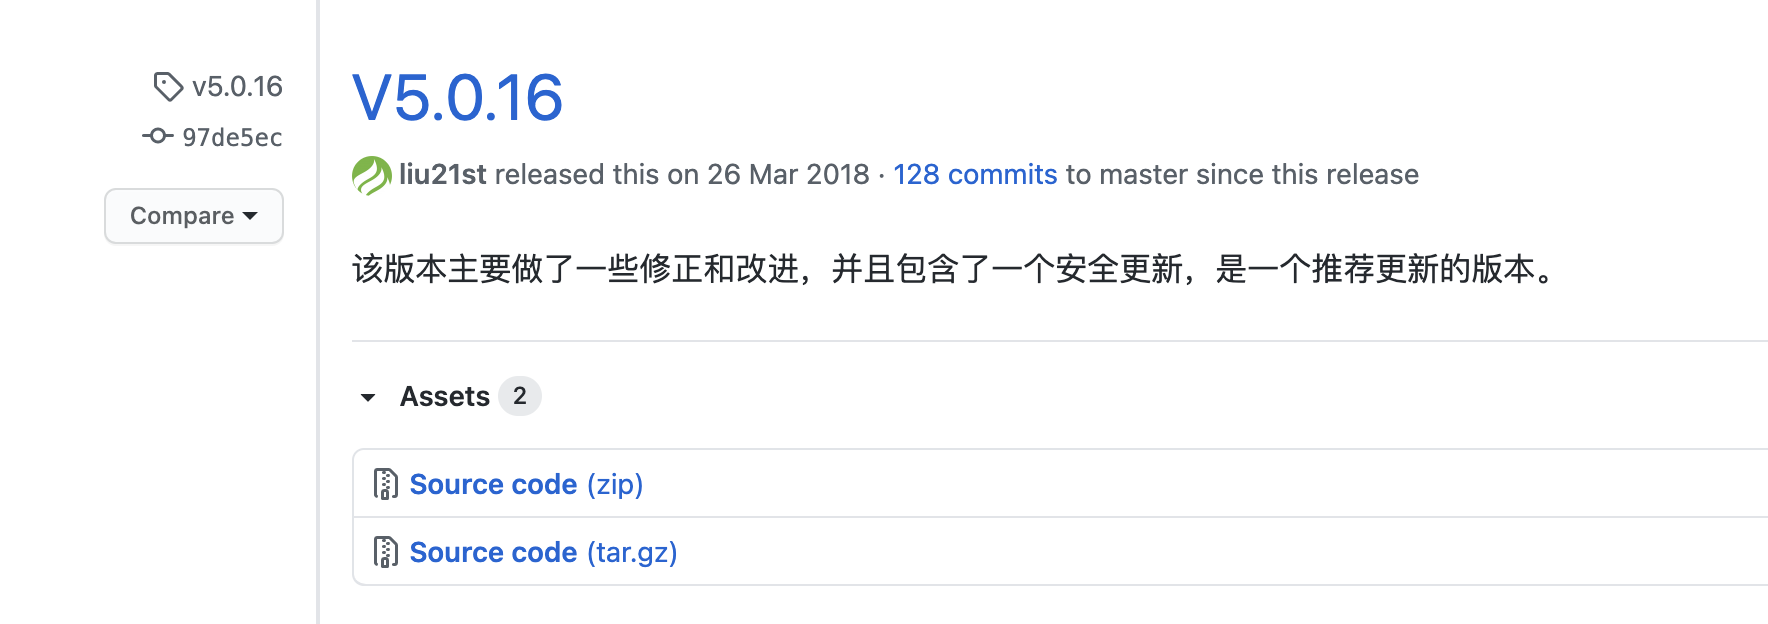 v5.0.16
97de5ec
Compare
V5.0.16
liu21st released this on 26 Mar 2018 · 128 commits to master since this release
该版本主要做了一些修正和改进，并且包含了一个安全更新，是一个推荐更新的版本。
Assets 2
Source code (zip)
Source code (tar.gz)